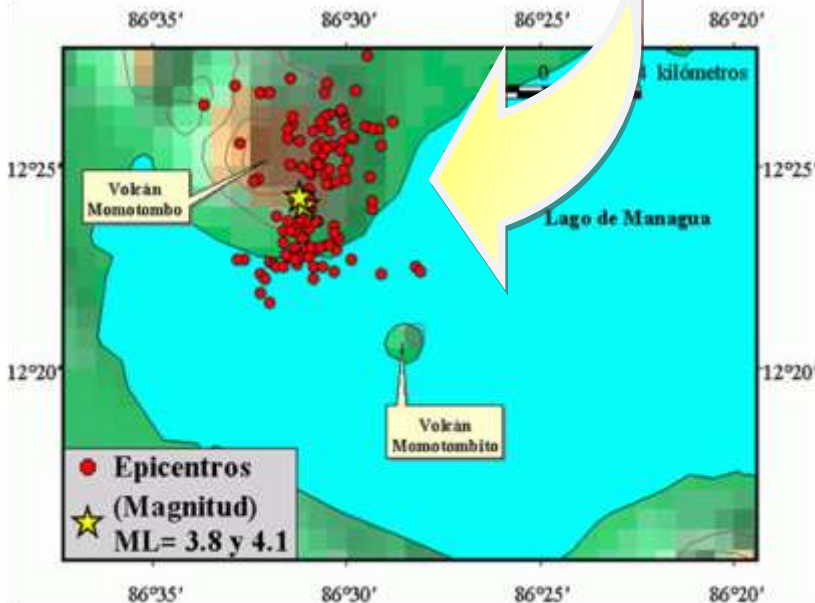 86°35' 86°30' 86°25' 86°20'
0 4 kilómetros
12°25' 12°25'
Volcán
Momotombo
Lago de Managua
12°20' 12°20'
Volcán
Momotombito
Epicentros
(Magnitud)
ML= 3.8 y 4.1
86°35' 86°30' 86°25' 86°20'